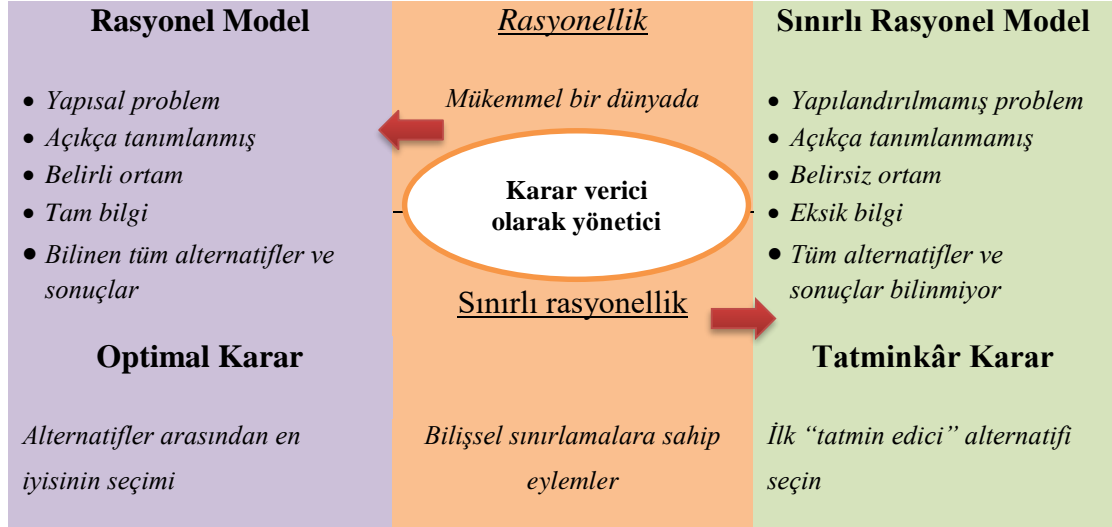 Rasyonel Model
• Yapısal problem
• Açıkça tanımlanmış
• Belirli ortam
• Tam bilgi
• Bilinen tüm alternatifler ve
sonuçlar
Optimal Karar
Alternatifler arasından en
iyisinin seçimi
Rasyonellik
Mükemmel bir dünyada
Karar verici
olarak yönetici
Sınırlı rasyonellik
Bilişsel sınırlamalara sahip
eylemler
Sınırlı Rasyonel Model
• Yapılandırılmamış problem
• Açıkça tanımlanmamış
• Belirsiz ortam
• Eksik bilgi
• Tüm alternatifler ve
sonuçlar bilinmiyor
Tatminkâr Karar
İlk “tatmin edici” alternatifi
seçin